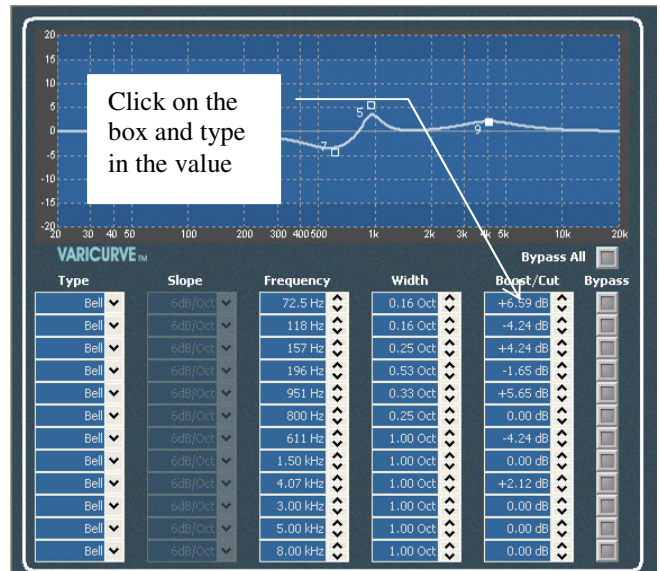 20
15
10
5
0
-5
-10
-15
-20
Click on the
box and type
in the value
5
7
9
20 30 40 50 100 200 300 400 500 1k 2k 3k 4k 5k 10k 20k
VARICURVE TM
Bypass All
Type Slope Frequency Width Boost/Cut Bypass
Bell 6dB/Oct 72.5 Hz 0.16 Oct +6.59 dB
Bell 6dB/Oct 118 Hz 0.16 Oct -4.24 dB
Bell 6dB/Oct 157 Hz 0.25 Oct +4.24 dB
Bell 6dB/Oct 196 Hz 0.53 Oct -1.65 dB
Bell 6dB/Oct 951 Hz 0.33 Oct +5.65 dB
Bell 6dB/Oct 800 Hz 0.25 Oct 0.00 dB
Bell 6dB/Oct 611 Hz 1.00 Oct -4.24 dB
Bell 6dB/Oct 1.50 kHz 1.00 Oct 0.00 dB
Bell 6dB/Oct 4.07 kHz 1.00 Oct +2.12 dB
Bell 6dB/Oct 3.00 kHz 1.00 Oct 0.00 dB
Bell 6dB/Oct 5.00 kHz 1.00 Oct 0.00 dB
Bell 6dB/Oct 8.00 kHz 1.00 Oct 0.00 dB